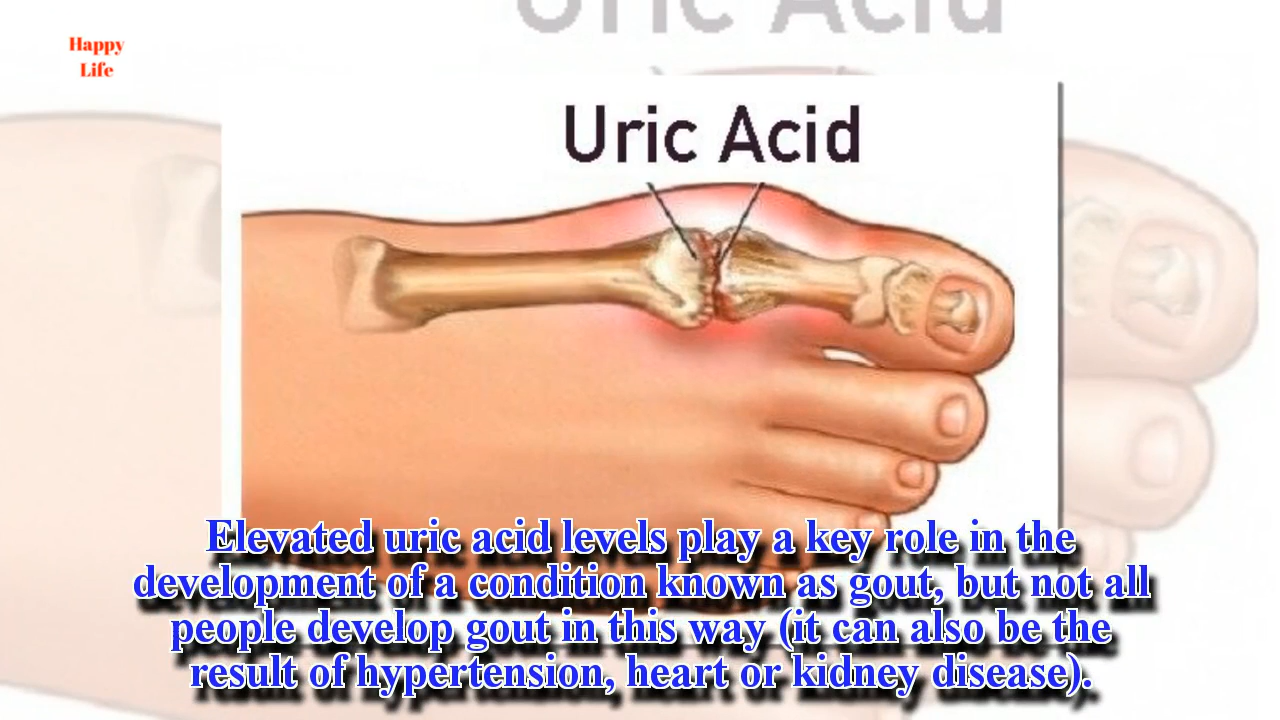 Uric Acid
Happy
Life
Uric Acid
Elevated uric acid levels play a key role in the
development of a condition known as gout, but not all
people develop gout in this way (it can also be the
result of hypertension, heart or kidney disease).